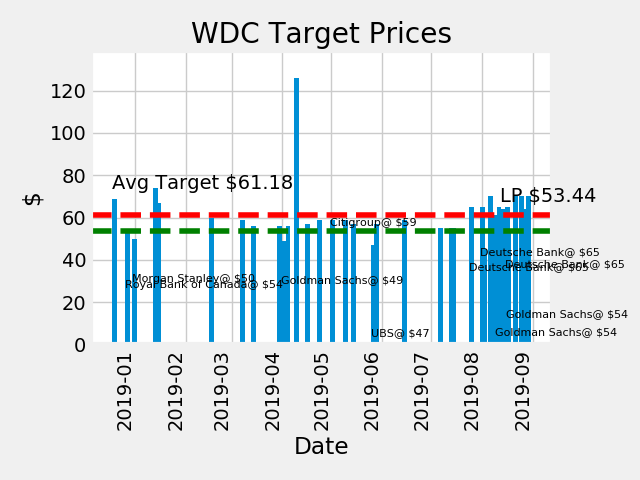 WDC Target Prices
120
100
80
60
40
20
0
$
Avg Target $61.18
LP $53.44
Citigroup@ $59
Deutsche Bank@ $65
Deutsche Bank@ $65
Deutsche Bank@ $65
Morgan Stanley@ $50
Royal Bank of Canada@ $54
Goldman Sachs@ $49
Goldman Sachs@ $54
UBS@ $47
Goldman Sachs@ $54
2019-01
2019-02
2019-03
2019-04
2019-05
2019-06
2019-07
2019-08
2019-09
Date